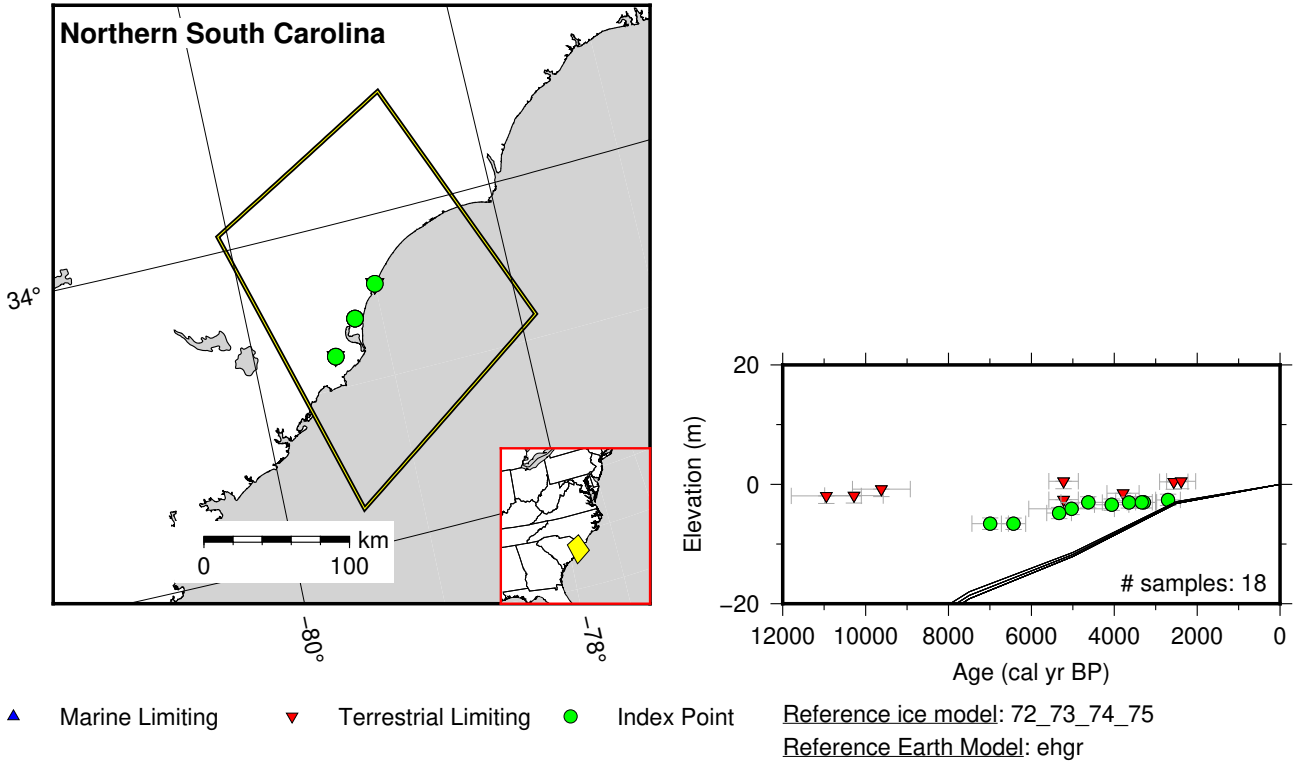 Northern South Carolina
34°
km
0 100
−80°
−78°
20
0
−20
Elevation (m)
# samples: 18
12000 10000 8000 6000 4000 2000 0
Age (cal yr BP)
Marine Limiting Terrestrial Limiting Index Point
Reference ice model: 72_73_74_75
Reference Earth Model: ehgr